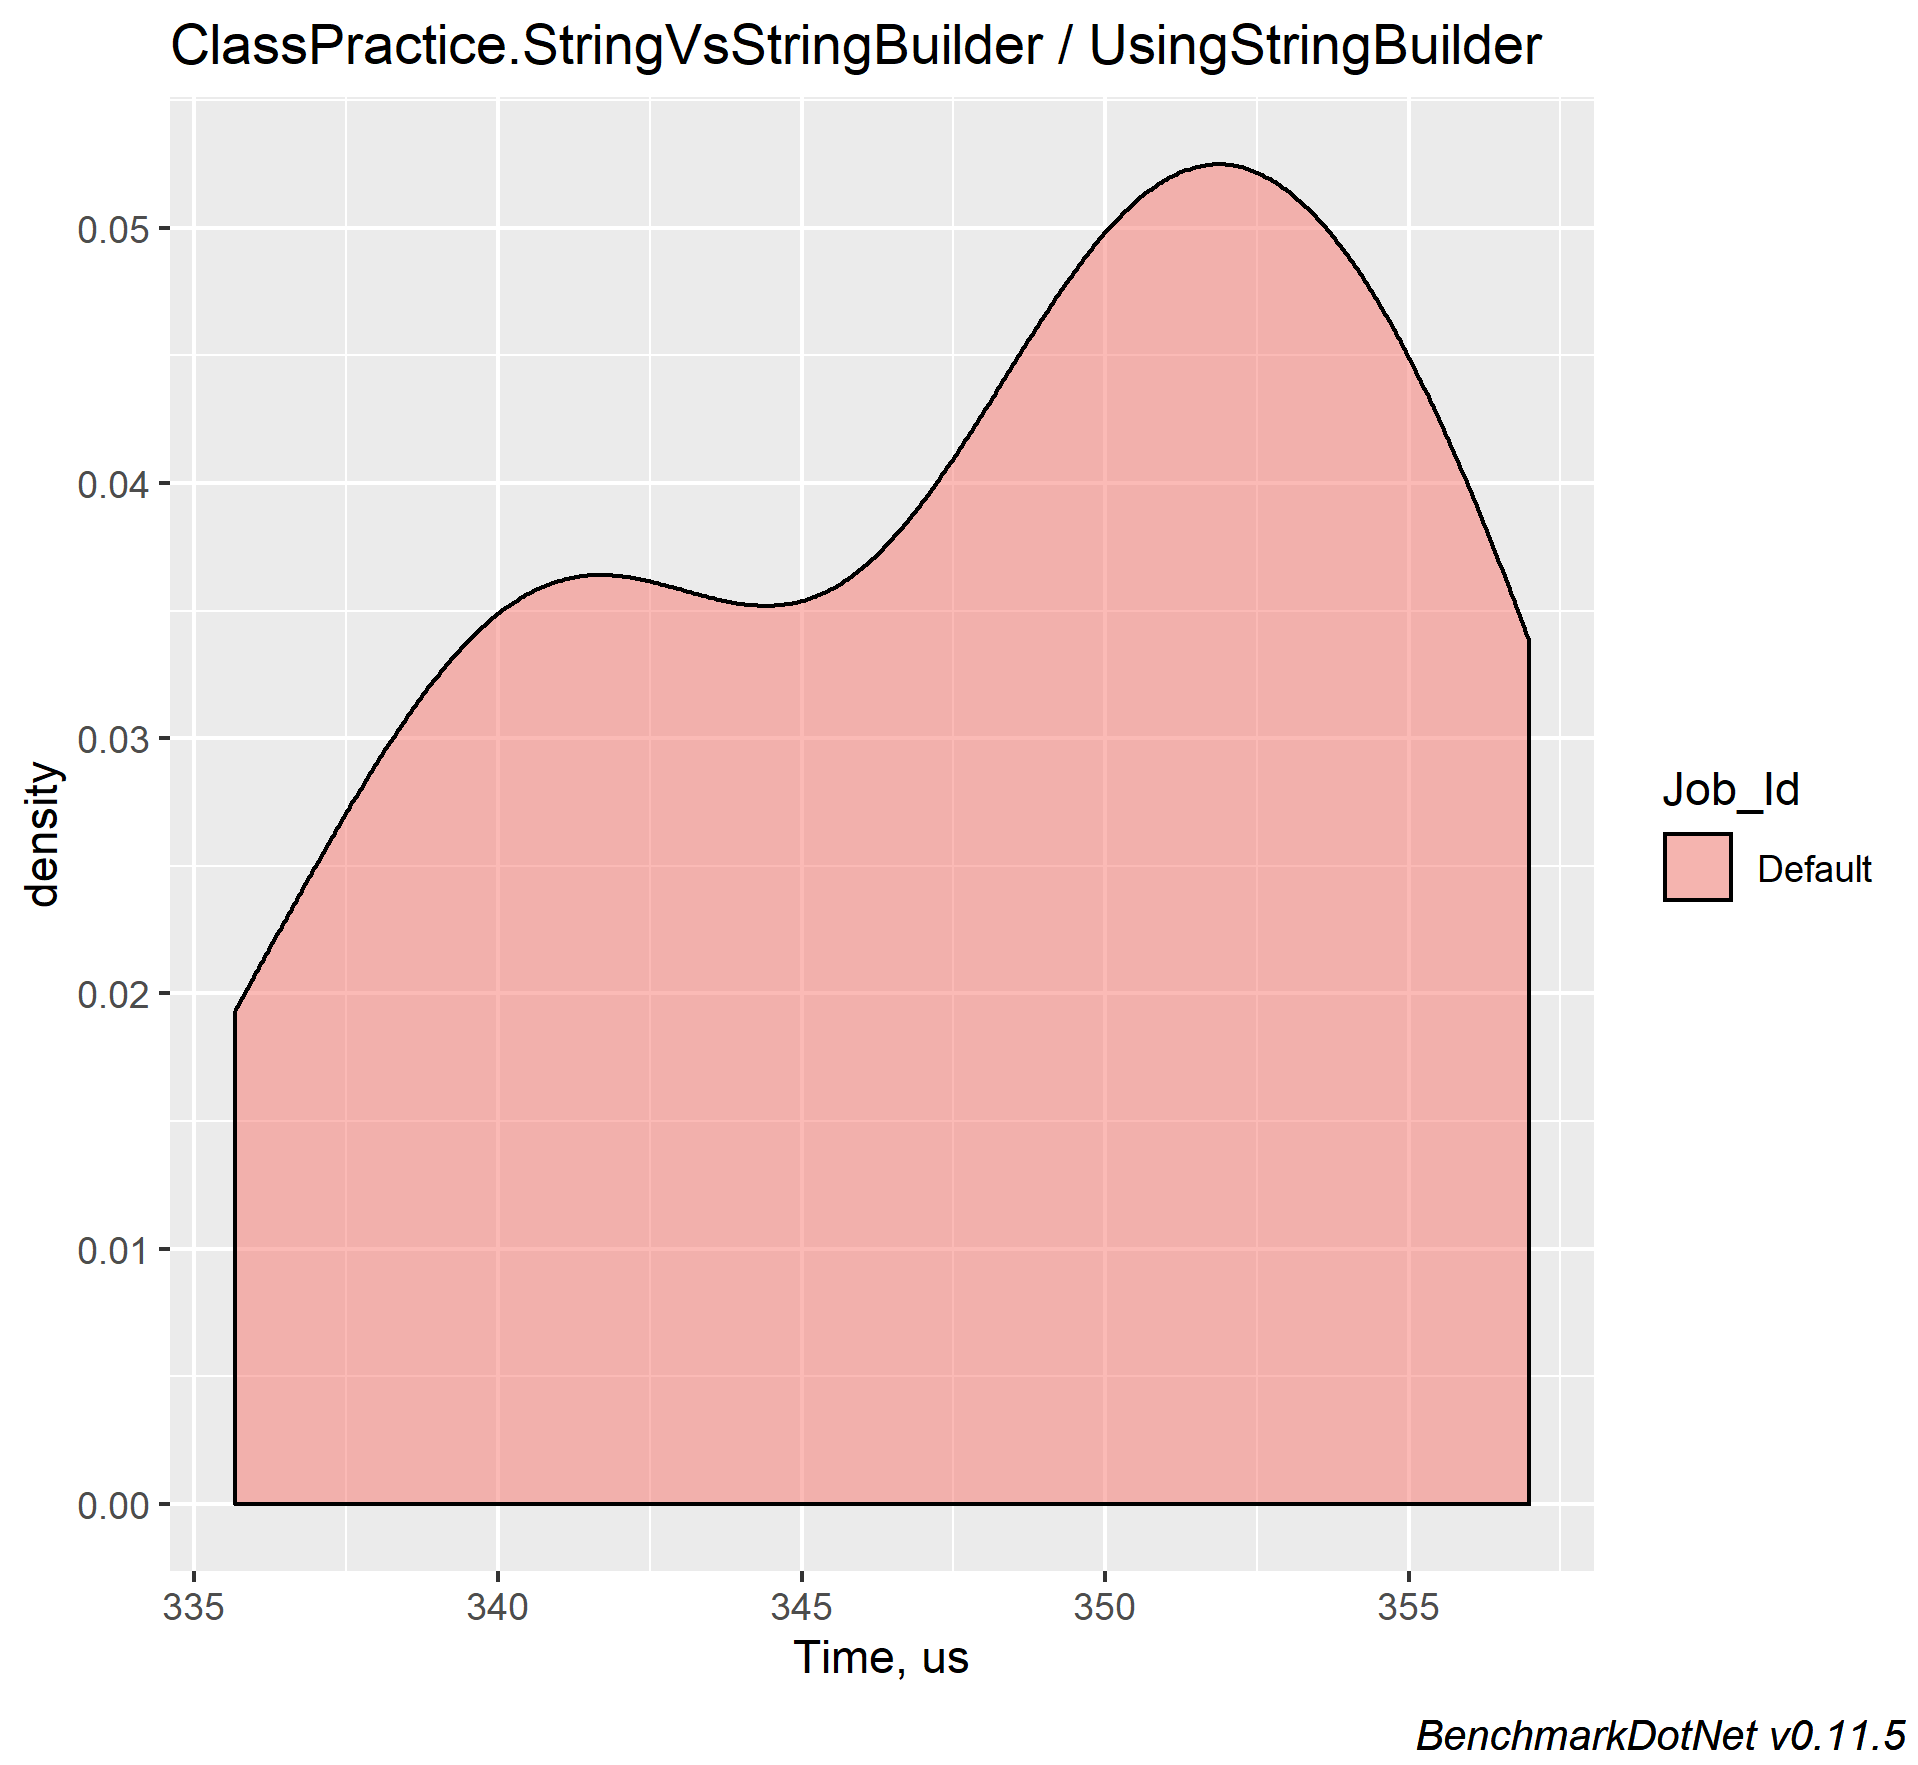 ClassPractice.StringVsStringBuilder / UsingStringBuilder
0.05
0.04
0.03
0.02
0.01
0.00
density
335 340 345 350 355
Time, us
Job_Id
Default
BenchmarkDotNet v0.11.5